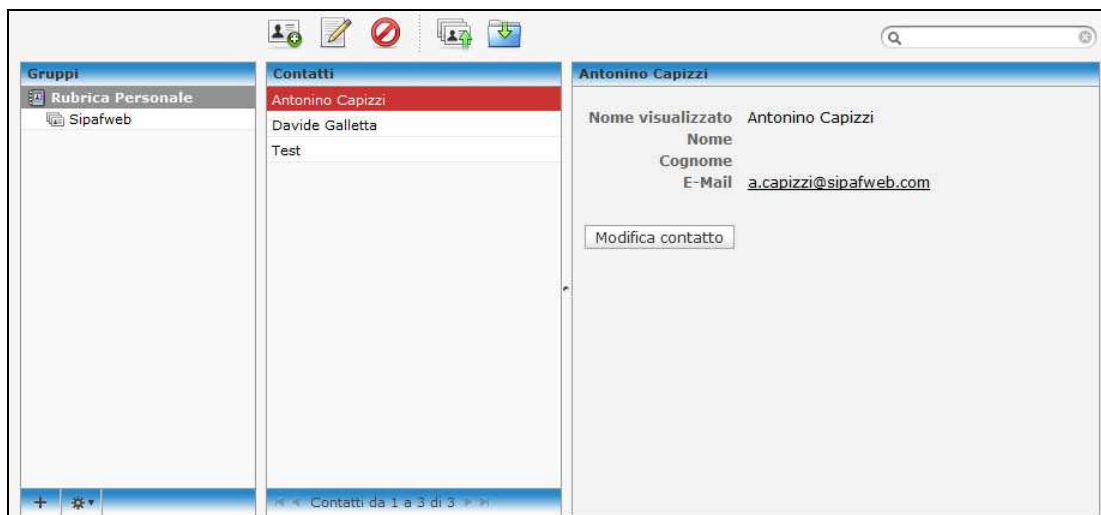 Gruppi
Rubrica Personale
Sipafweb
Contatti
Antonino Capizzi
Davide Galletta
Test
Contatti da 1 a 3 di 3
Antonino Capizzi
Nome visualizzato Antonino Capizzi
Nome
Cognome
E-Mail a.capizzi@sipafweb.com
Modifica contatto